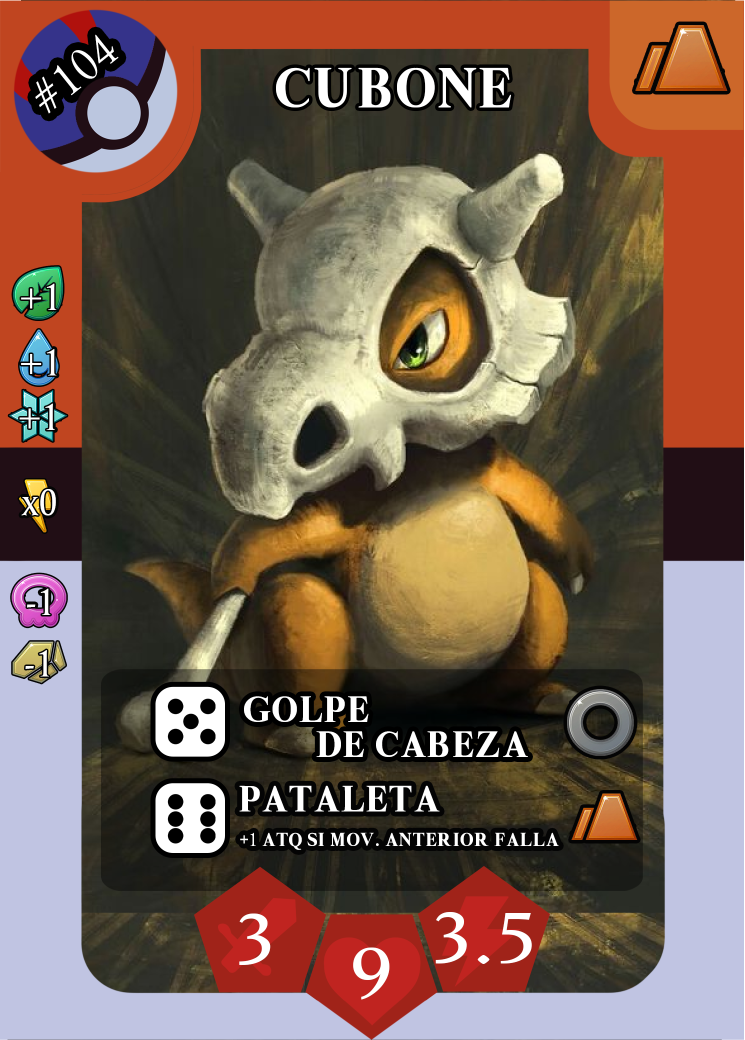 #104
CUBONE
+1
+1
+1
x0
-1
-1
GOLPE
DE CABEZA
PATALETA
+1 ATQ SI MOV. ANTERIOR FALLA
3
9
3.5